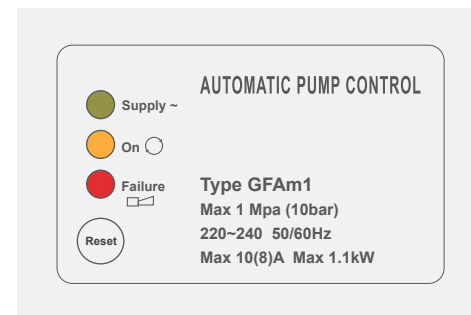 AUTOMATIC PUMP CONTROL
Supply ~
On
Failure
Reset
Type GFAm1
Max 1 Mpa (10bar)
220~240 50/60Hz
Max 10(8)A Max 1.1kW